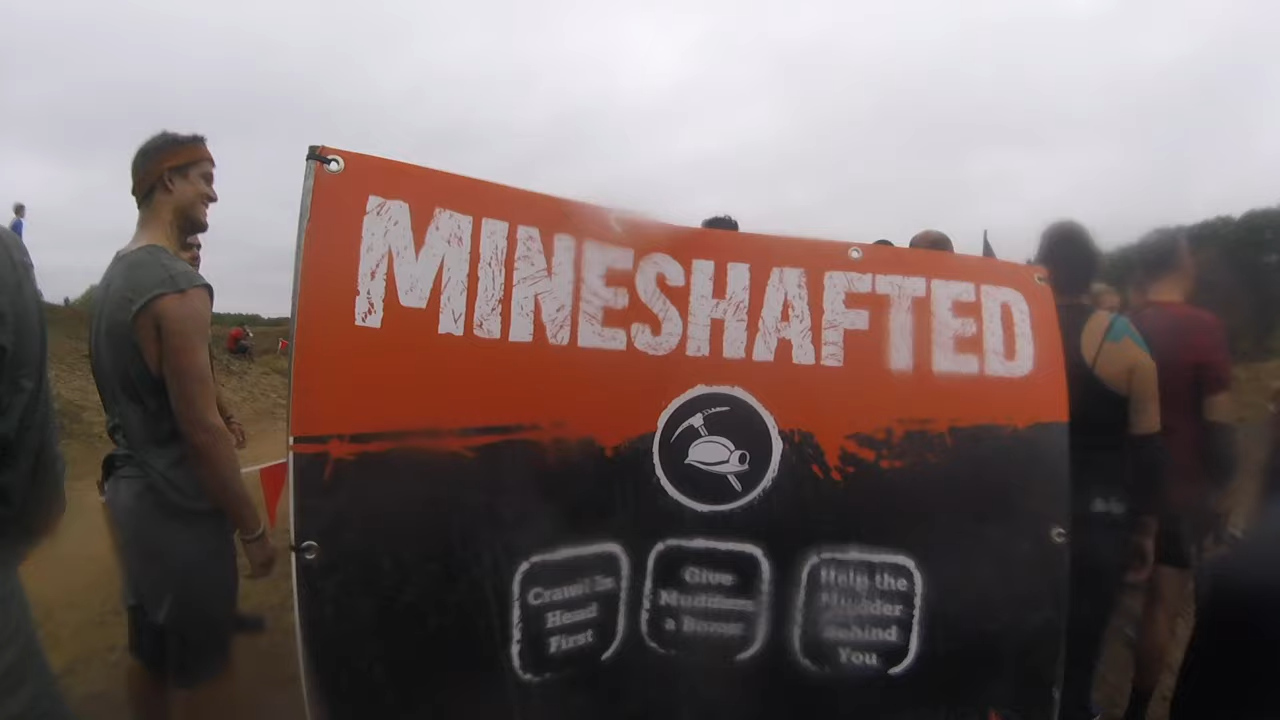 MINESHAFTED
Crawl In
Head
First
Give
Mudders
a Boost
Help the
Mudder
Behind
You